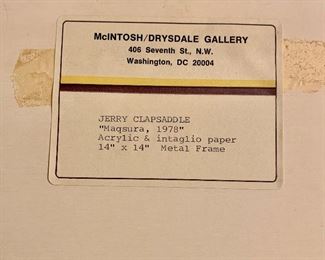 McINTOSH/DRYSDALE GALLERY
406 Seventh St., N.W.
Washington, DC 20004
JERRY CLAPSADDLE
"Maqsura, 1978"
Acrylic & intaglio paper
14" x 14" Metal Frame